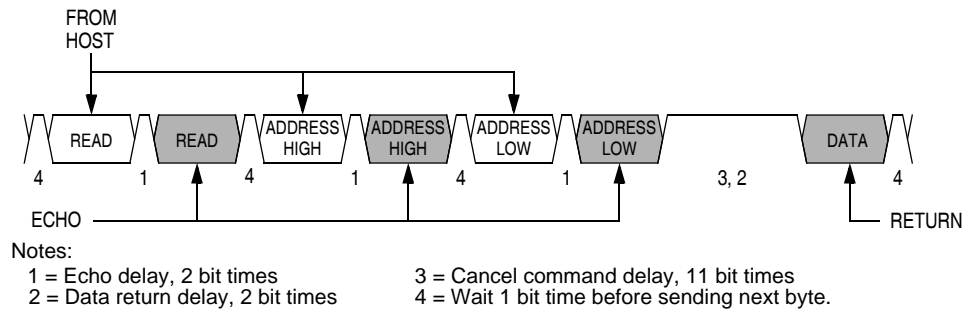 FROM
HOST
READ READ ADDRESS HIGH ADDRESS HIGH ADDRESS LOW ADDRESS LOW DATA
4 1 4 1 4 1 3, 2 4
ECHO RETURN
Notes:
1 = Echo delay, 2 bit times 3 = Cancel command delay, 11 bit times
2 = Data return delay, 2 bit times 4 = Wait 1 bit time before sending next byte.